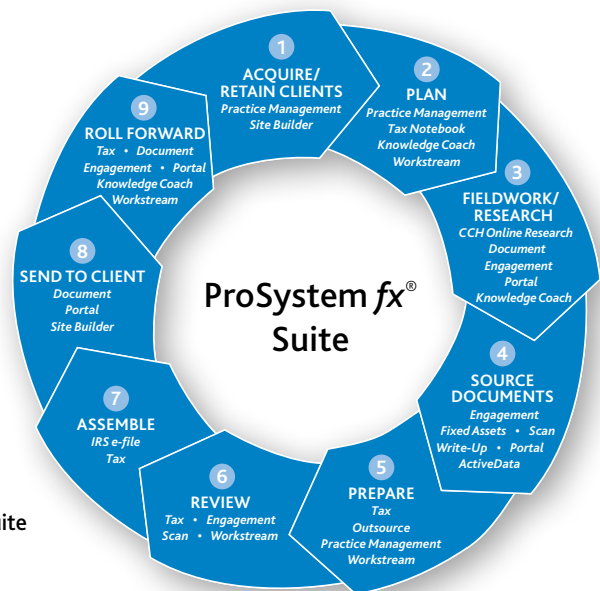 1
ACQUIRE/
RETAIN CLIENTS
Practice Management
Site Builder
2
PLAN
Practice Management
Tax Notebook
Knowledge Coach
Workstream
3
FIELDWORK/
RESEARCH
CCH Online Research
Document
Engagement
Portal
Knowledge Coach
4
SOURCE
DOCUMENTS
Engagement
Fixed Assets • Scan
Write-Up • Portal
ActiveData
5
PREPARE
Tax
Outsource
Practice Management
Workstream
6
REVIEW
Tax • Engagement
Scan • Workstream
7
ASSEMBLE
IRS e-file
Tax
8
SEND TO CLIENT
Document
Portal
Site Builder
9
ROLL FORWARD
Tax • Document
Engagement • Portal
Knowledge Coach
Workstream
ProSystem fx®
Suite